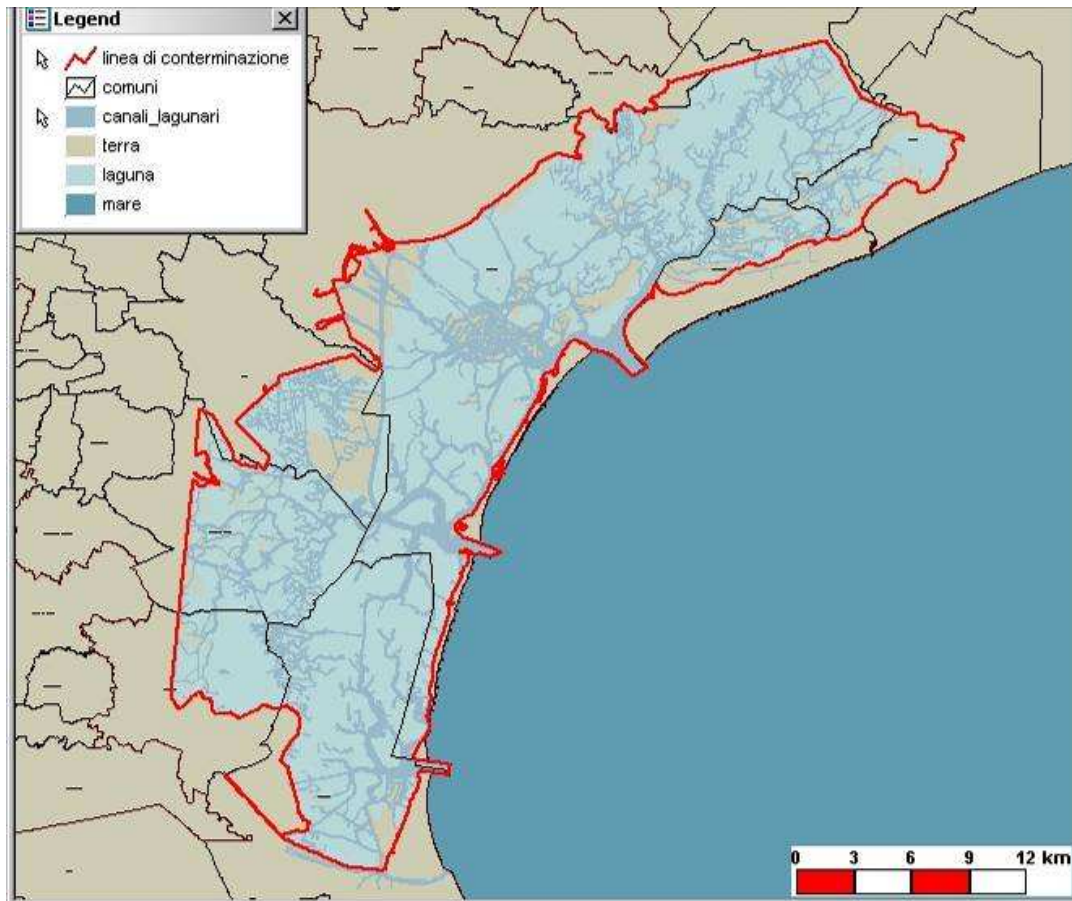 Legend
linea di conterminazione
comuni
canali_lagunari
terra
laguna
mare
0 3 6 9 12 km